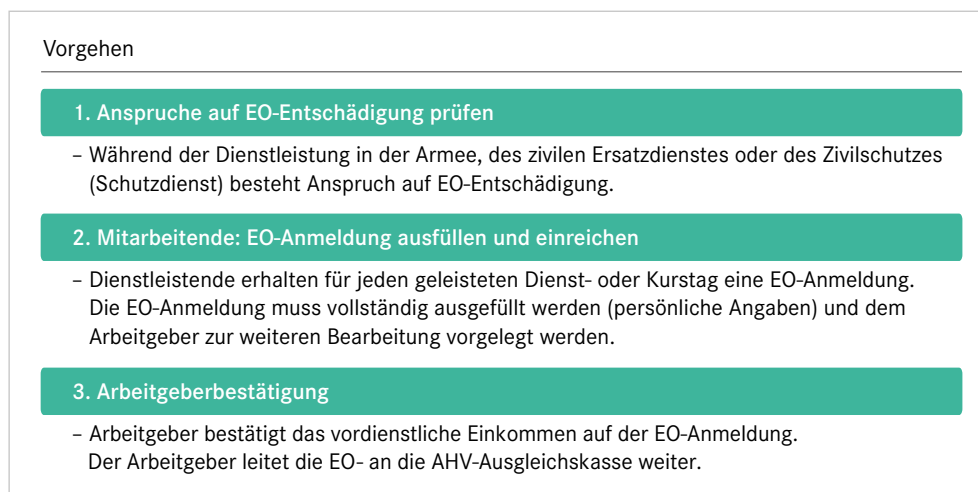 Vorgehen
1. Anspruche auf EO-Entschädigung prüfen
– Während der Dienstleistung in der Armee, des zivilen Ersatzdienstes oder des Zivilschutzes
(Schutzdienst) besteht Anspruch auf EO-Entschädigung.
2. Mitarbeitende: EO-Anmeldung ausfüllen und einreichen
– Dienstleistende erhalten für jeden geleisteten Dienst- oder Kurstag eine EO-Anmeldung.
Die EO-Anmeldung muss vollständig ausgefüllt werden (persönliche Angaben) und dem
Arbeitgeber zur weiteren Bearbeitung vorgelegt werden.
3. Arbeitgeberbestätigung
– Arbeitgeber bestätigt das vordienstliche Einkommen auf der EO-Anmeldung.
Der Arbeitgeber leitet die EO- an die AHV-Ausgleichskasse weiter.